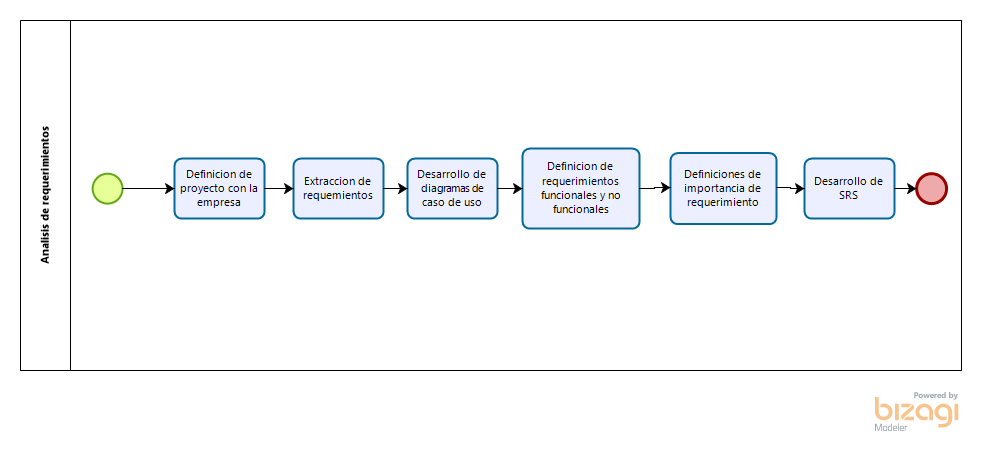 Analisis de requerimientos
Definicion de
proyecto con la
empresa
Extraccion de
requemientos
Desarrollo de
diagramas de
caso de uso
Definicion de
requerimientos
funcionales y no
funcionales
Definiciones de
importancia de
requerimiento
Desarrollo de
SRS
Powered by
bizagi
Modeler